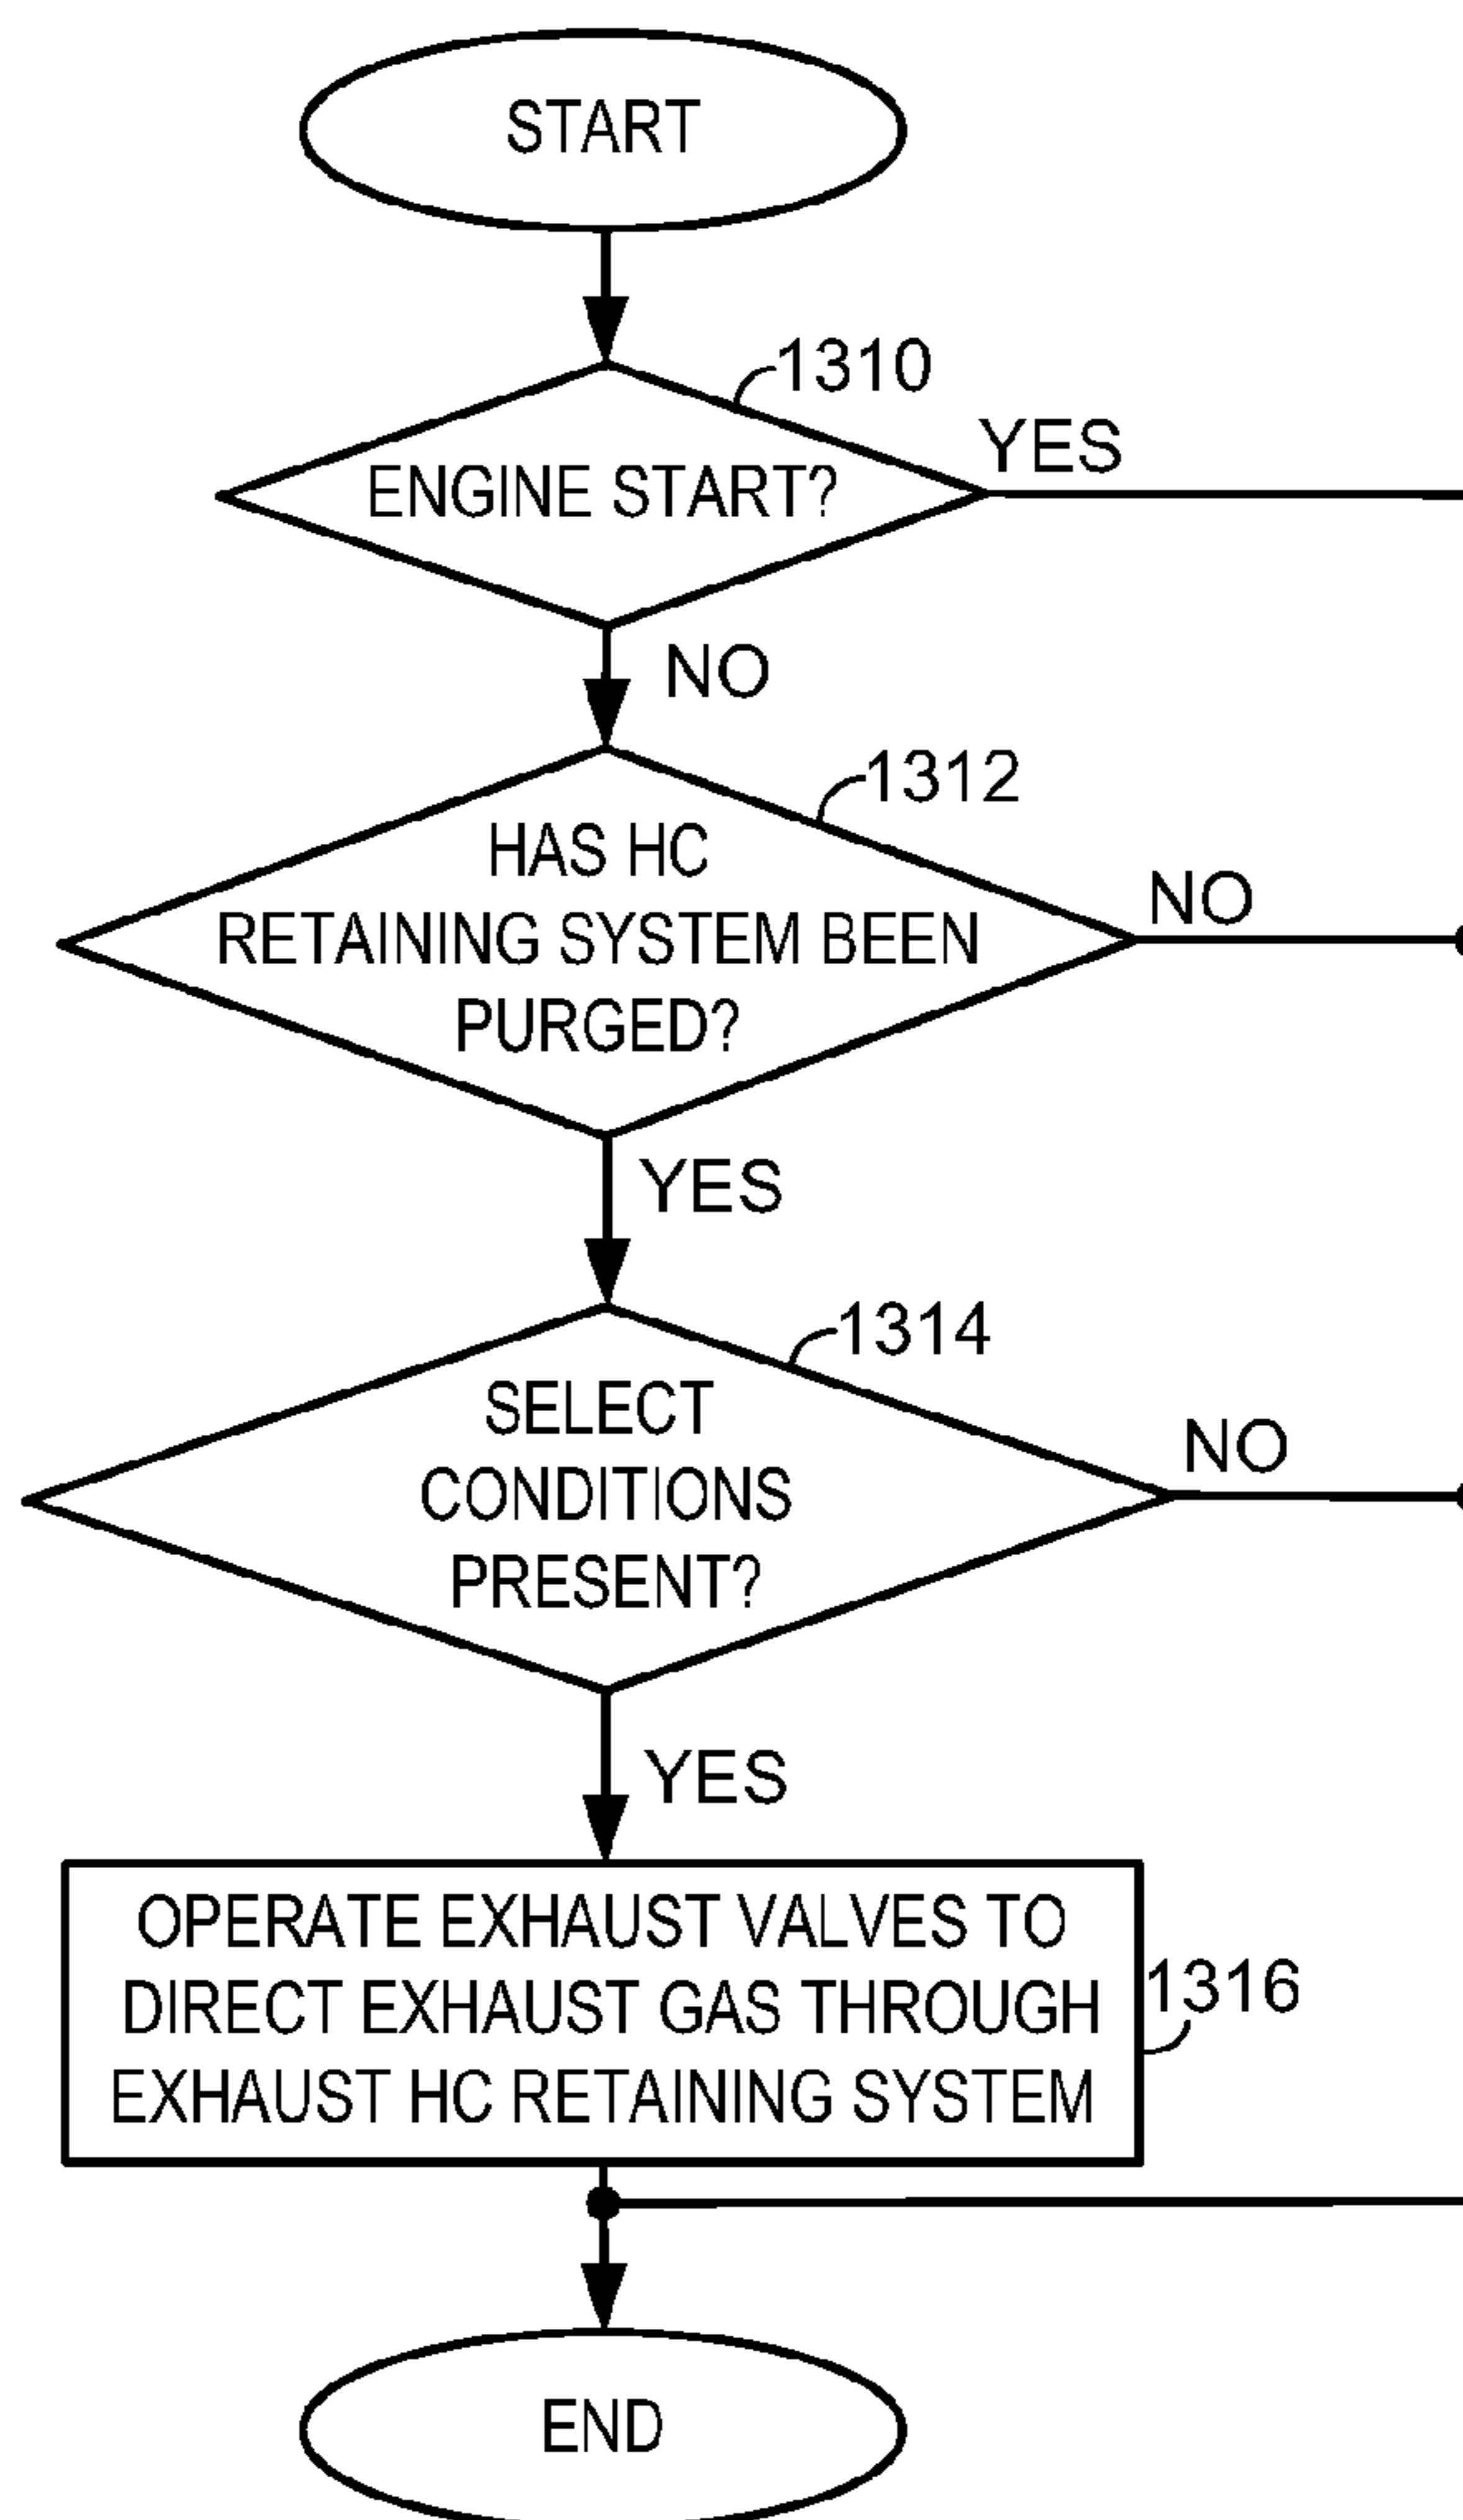 START
1310
YES
ENGINE START?
NO
1312
HAS HC
RETAINING SYSTEM BEEN
PURGED?
NO
YES
1314
SELECT
CONDITIONS
PRESENT?
NO
YES
OPERATE EXHAUST VALVES TO
DIRECT EXHAUST GAS THROUGH
EXHAUST HC RETAINING SYSTEM
1316
END